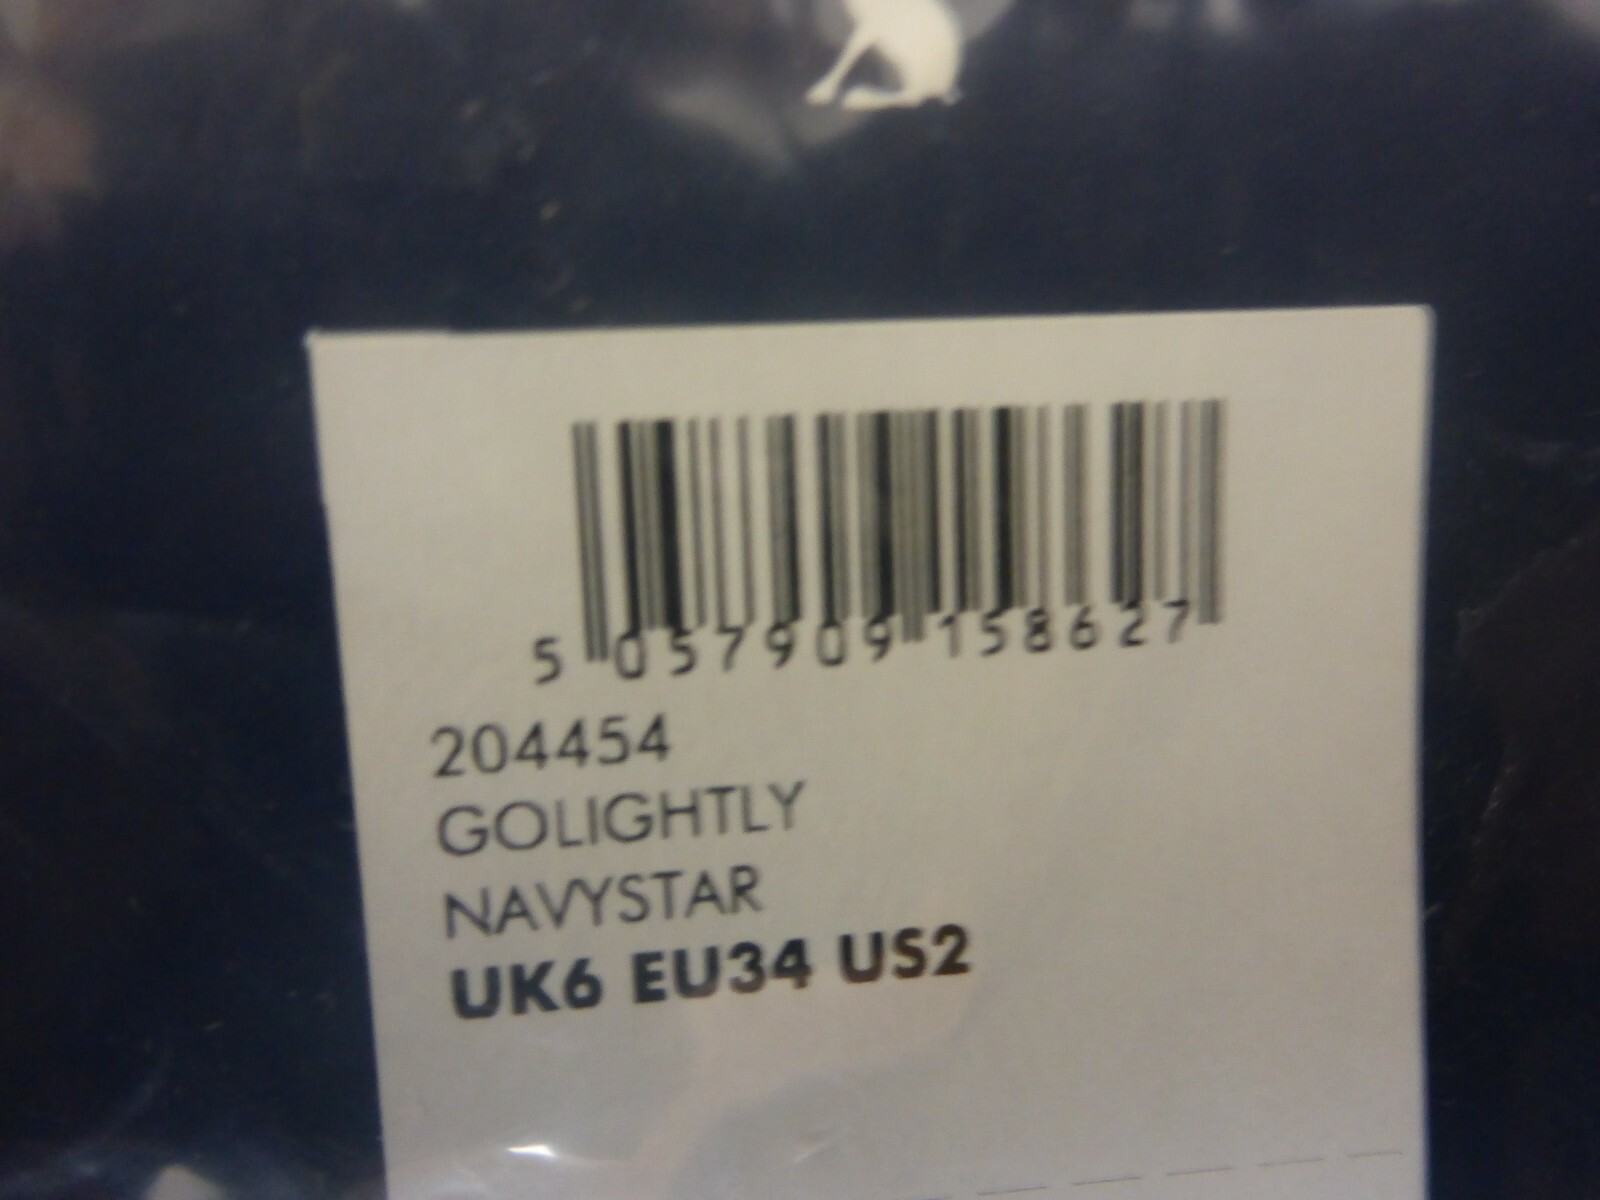 5 057909 158627
204454
GOLIGHTLY
NAVYSTAR
UK6 EU34 US2